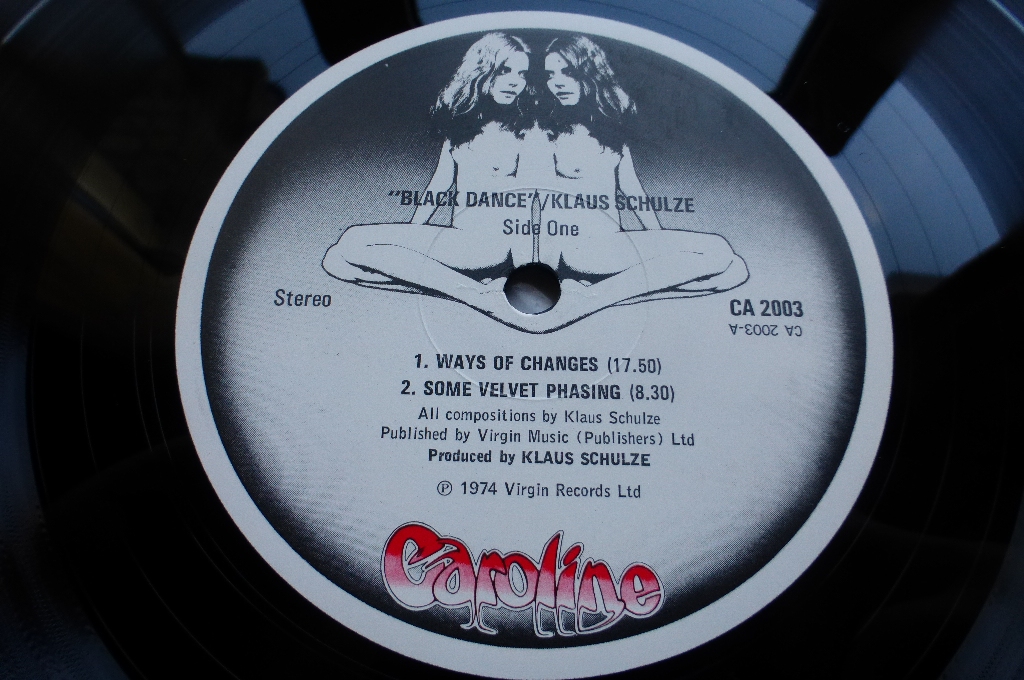 "BLACK DANCE"/KLAUS SCHULZE
Side One
Stereo
CA 2003
CA 2003-A
1. WAYS OF CHANGES (17.50)
2. SOME VELVET PHASING (8.30)
All compositions by Klaus Schulze
Published by Virgin Music (Publishers) Ltd
Produced by KLAUS SCHULZE
℗ 1974 Virgin Records Ltd
Caroline